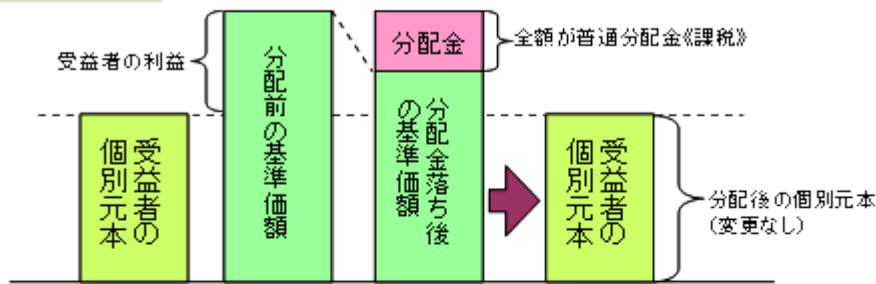 受益者の利益
分配前の基準価額
分配金
全額が普通分配金《課税》
受益者の
個別元本
分配金落ち後
の基準価額
受益者の
個別元本
分配後の個別元本
(変更なし)